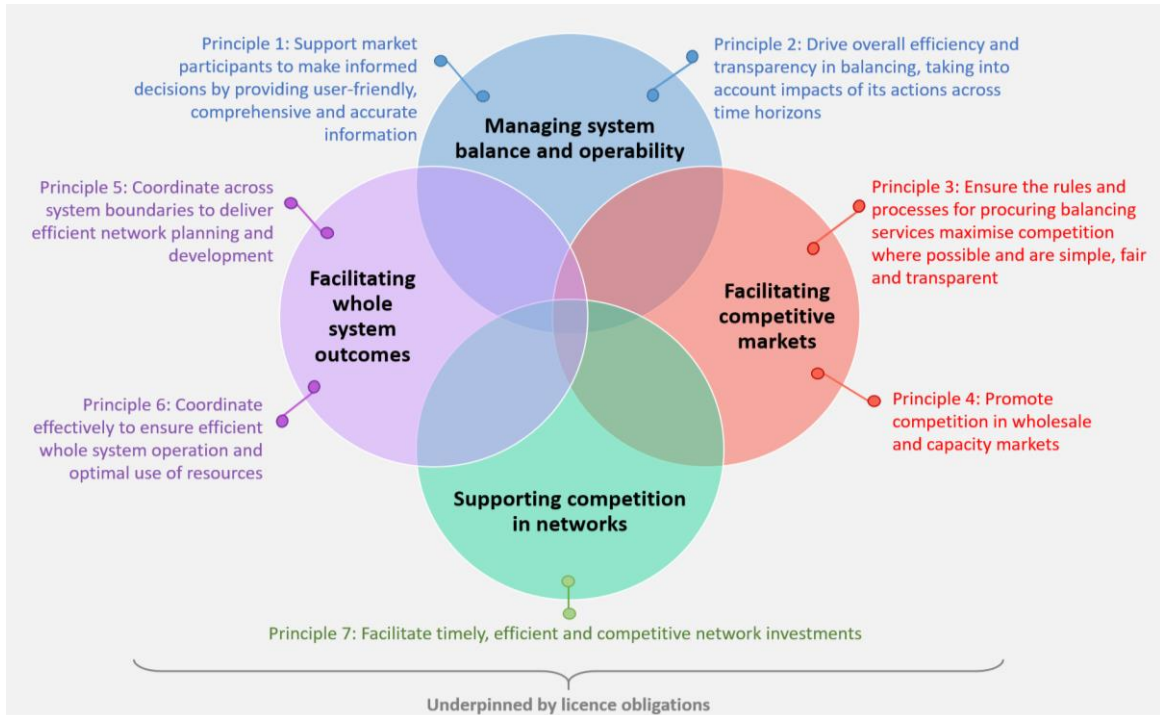 Principle 1: Support market
participants to make informed
decisions by providing user-friendly,
comprehensive and accurate
information
Principle 2: Drive overall efficiency and
transparency in balancing, taking into
account impacts of its actions across
time horizons
Managing system
balance and operability
Principle 5: Coordinate across
system boundaries to deliver
efficient network planning and
development
Principle 3: Ensure the rules and
processes for procuring balancing
services maximise competition
where possible and are simple, fair
and transparent
Facilitating
whole
system
outcomes
Facilitating
competitive
markets
Principle 6: Coordinate
effectively to ensure efficient
whole system operation and
optimal use of resources
Principle 4: Promote
competition in wholesale
and capacity markets
Supporting competition
in networks
Principle 7: Facilitate timely, efficient and competitive network investments
Underpinned by licence obligations